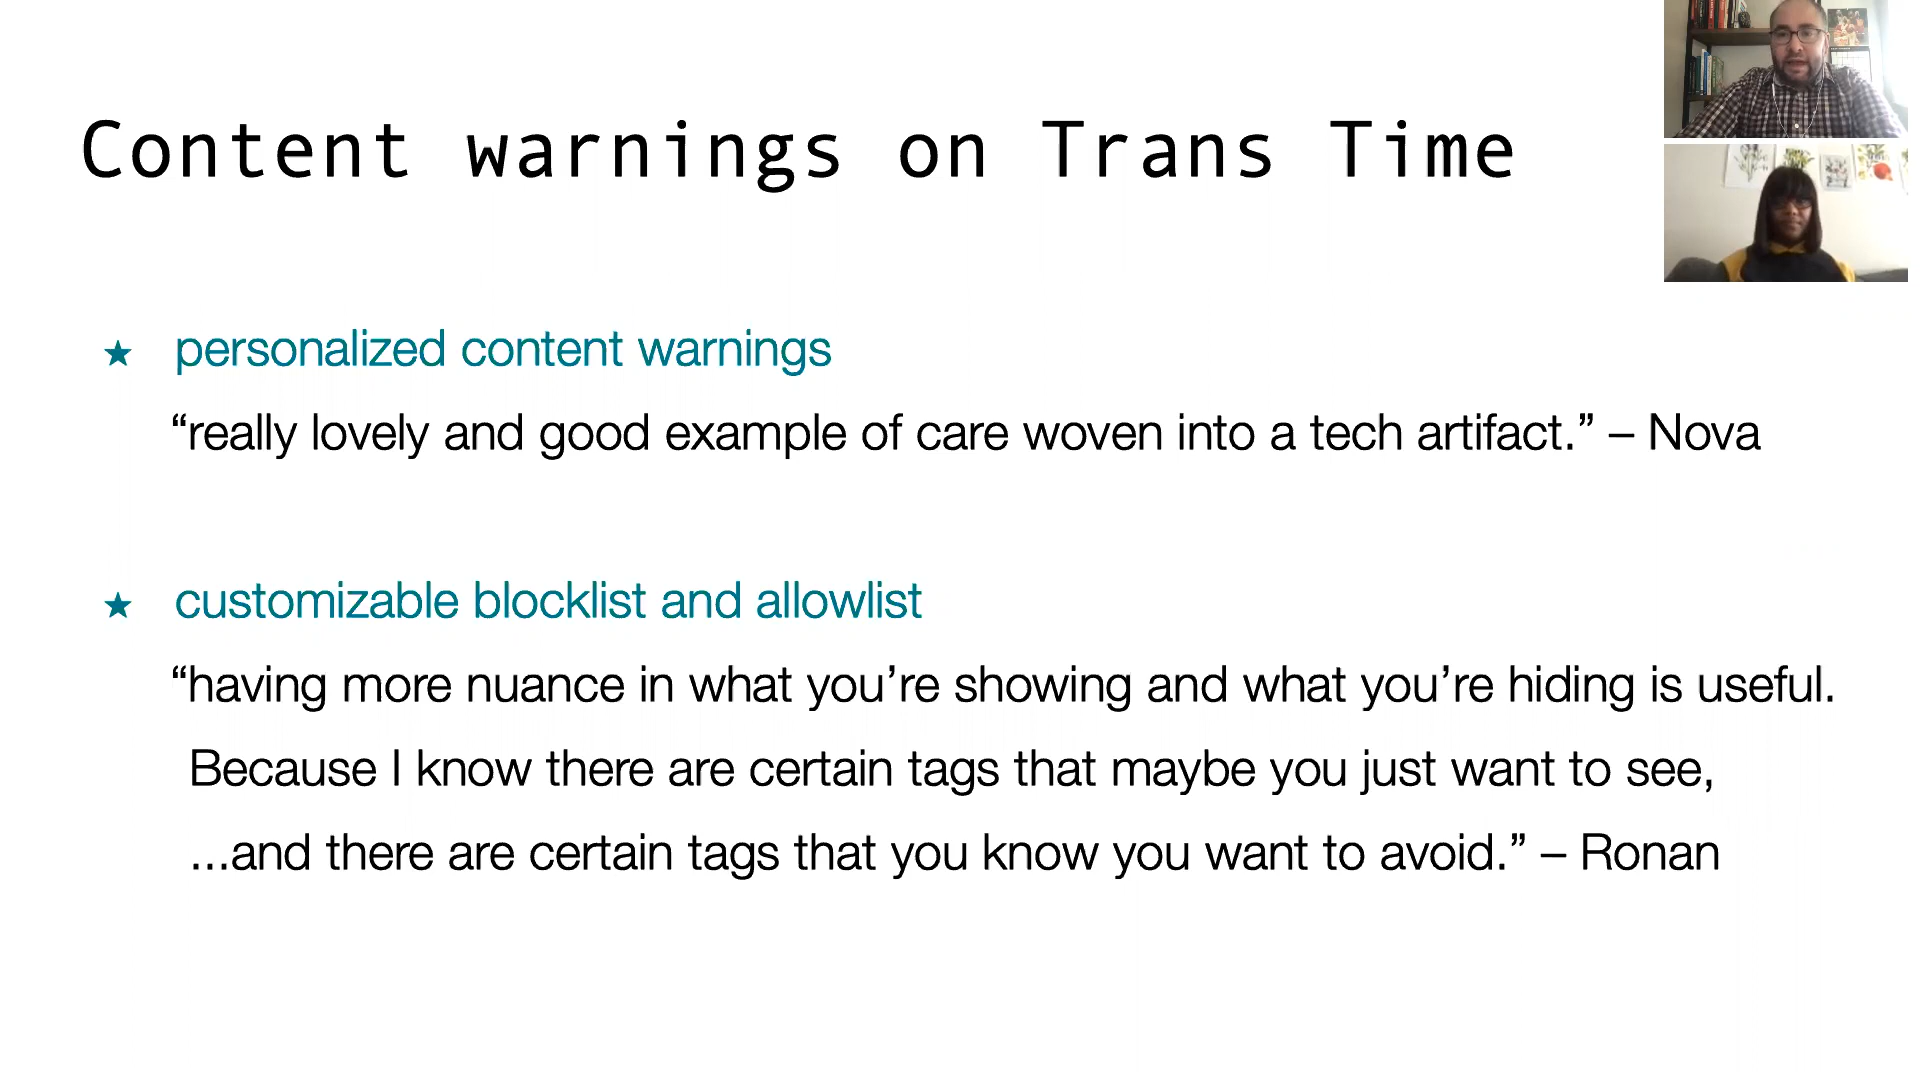 Content warnings on Trans Time
★ personalized content warnings
“really lovely and good example of care woven into a tech artifact.” – Nova
★ customizable blocklist and allowlist
“having more nuance in what you’re showing and what you’re hiding is useful.
Because I know there are certain tags that maybe you just want to see,
...and there are certain tags that you know you want to avoid.” – Ronan